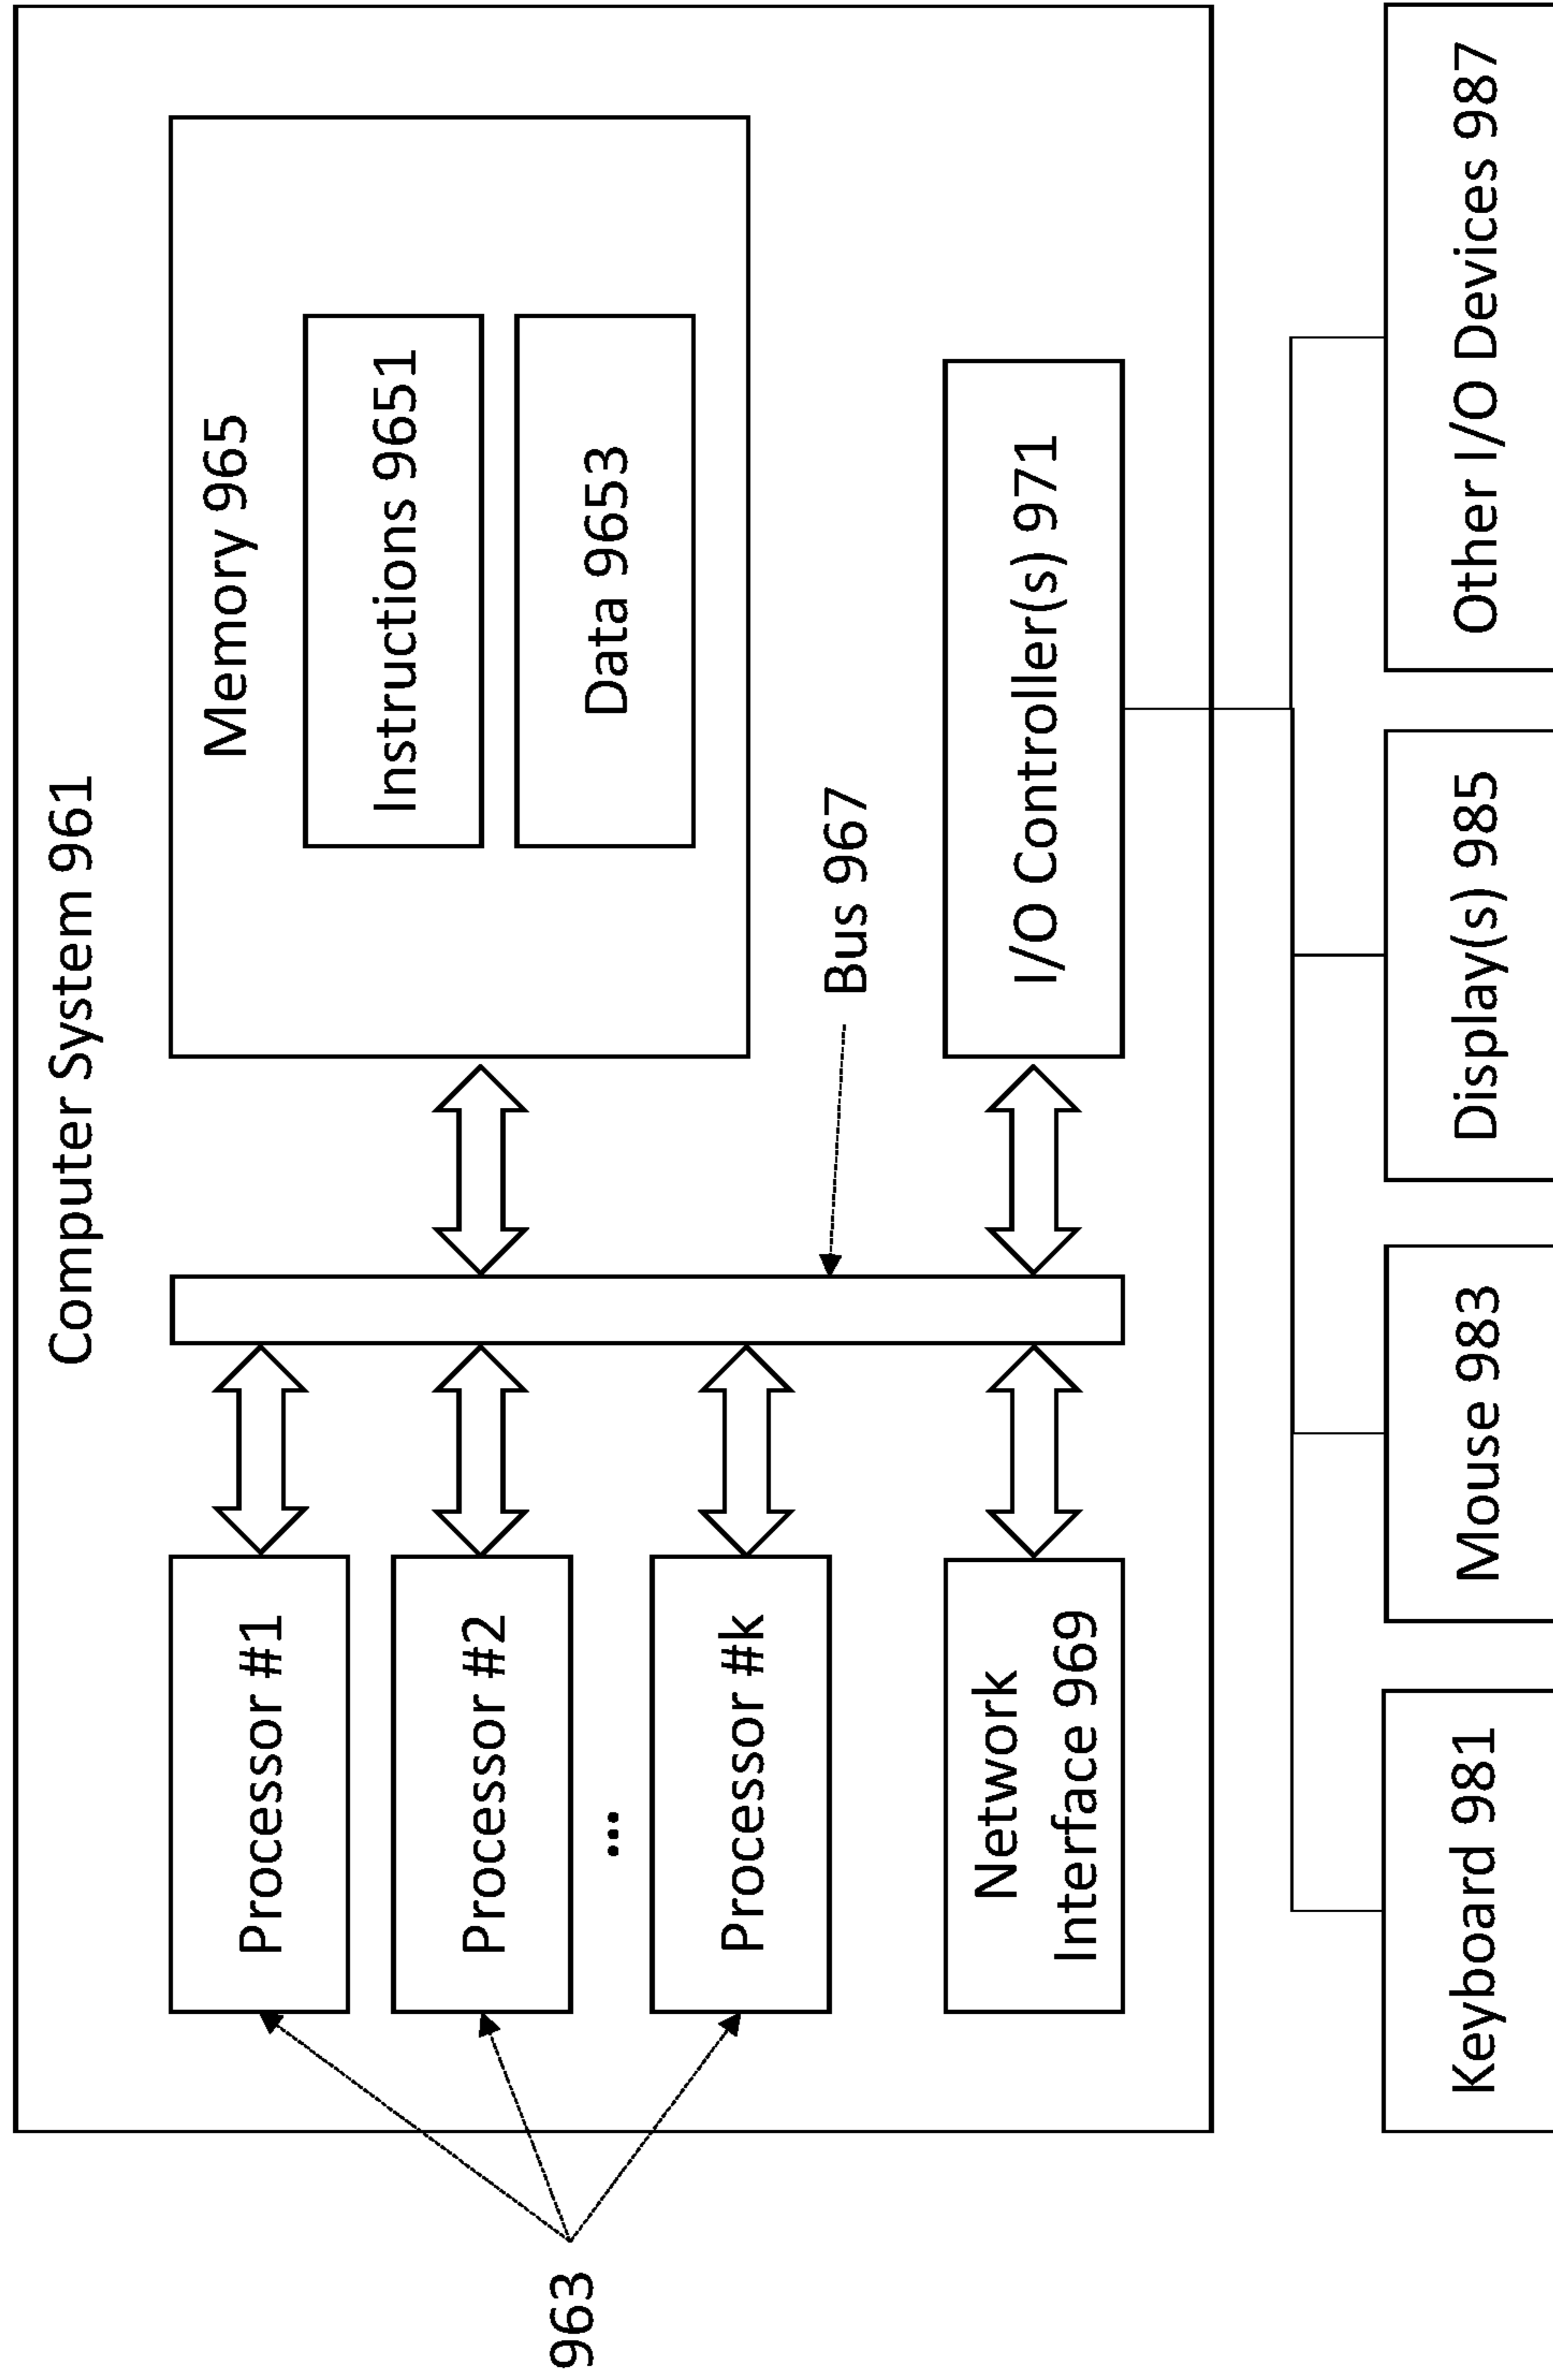 Computer System 961
Processor #1
Processor #2
...
Processor #k
Network
Interface 969
963
Memory 965
Instructions 9651
Data 9653
Bus 967
I/O Controller(s) 971
Keyboard 981
Mouse 983
Display(s) 985
Other I/O Devices 987